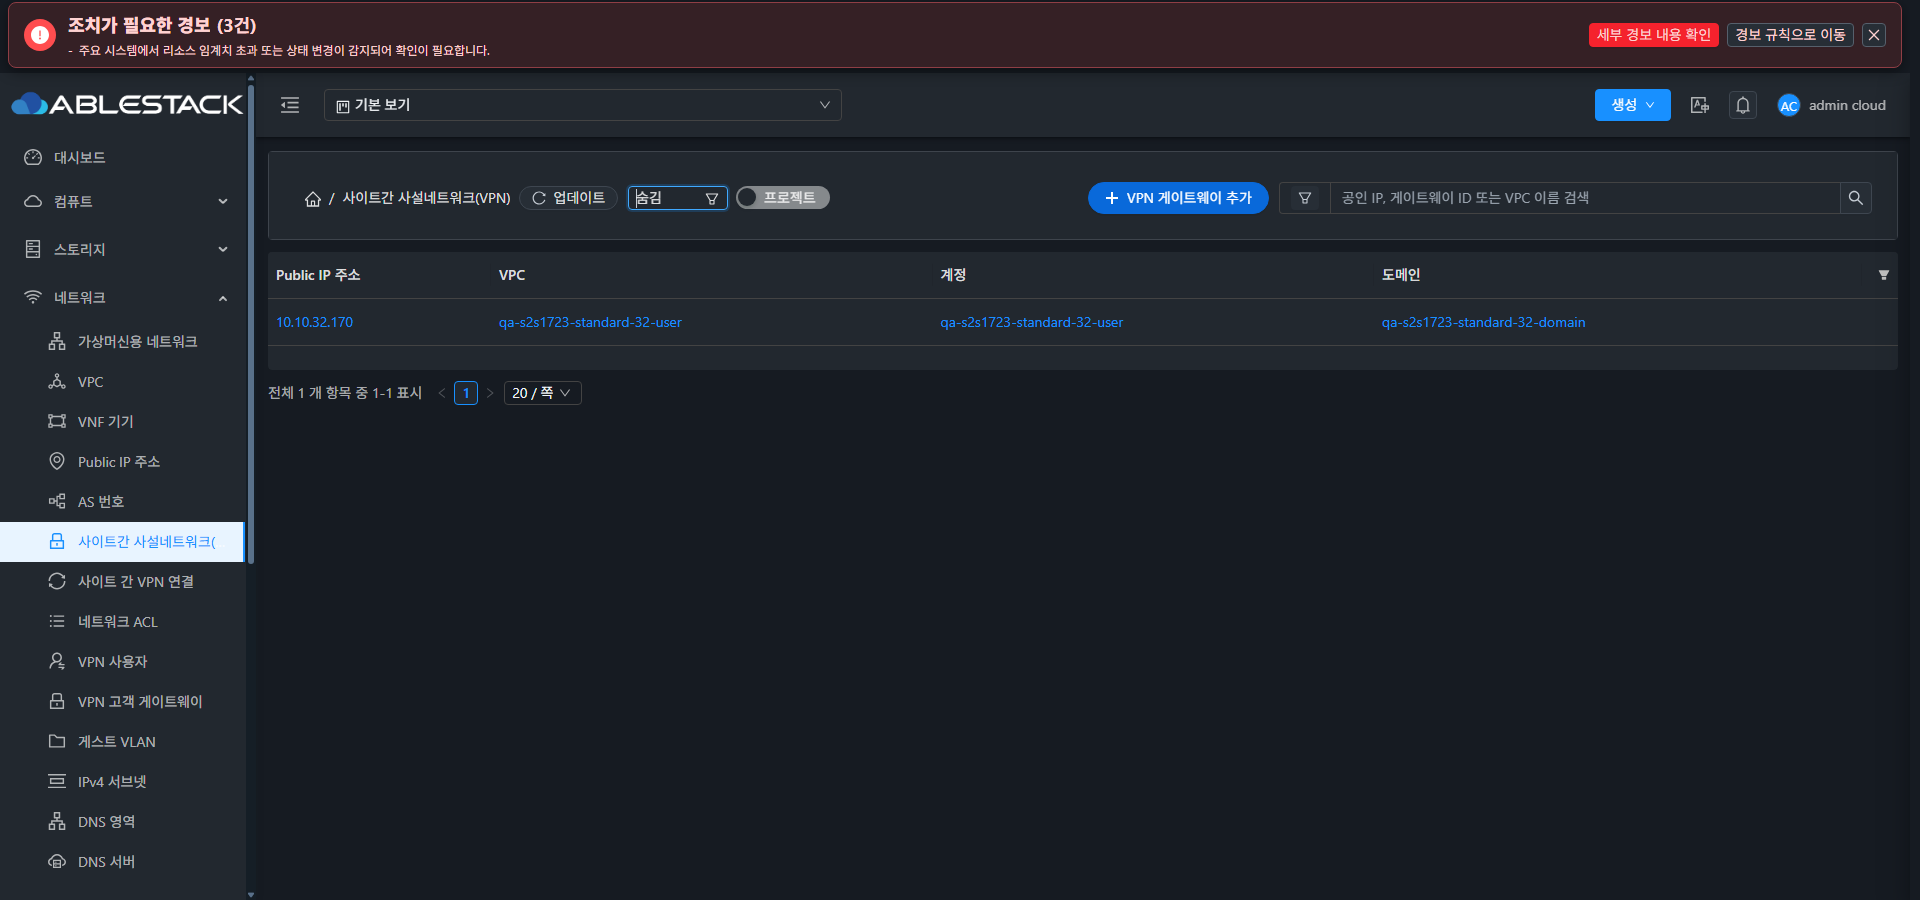 조치가 필요한 경보 (3건)
- 주요 시스템에서 리소스 임계치 초과 또는 상태 변경이 감지되어 확인이 필요합니다.
세부 경보 내용 확인
경보 규칙으로 이동
ABLESTACK
기본 보기
생성
AC
admin cloud
대시보드
컴퓨트
스토리지
네트워크
가상머신용 네트워크
VPC
VNF 기기
Public IP 주소
AS 번호
사이트간 사설네트워크(
사이트 간 VPN 연결
네트워크 ACL
VPN 사용자
VPN 고객 게이트웨이
게스트 VLAN
IPv4 서브넷
DNS 영역
DNS 서버
/ 사이트간 사설네트워크(VPN)
업데이트
숨김
프로젝트
VPN 게이트웨이 추가
공인 IP, 게이트웨이 ID 또는 VPC 이름 검색
Public IP 주소 VPC 계정 도메인
10.10.32.170 qa-s2s1723-standard-32-user qa-s2s1723-standard-32-user qa-s2s1723-standard-32-domain
전체 1 개 항목 중 1-1 표시 < 1 > 20 / 쪽